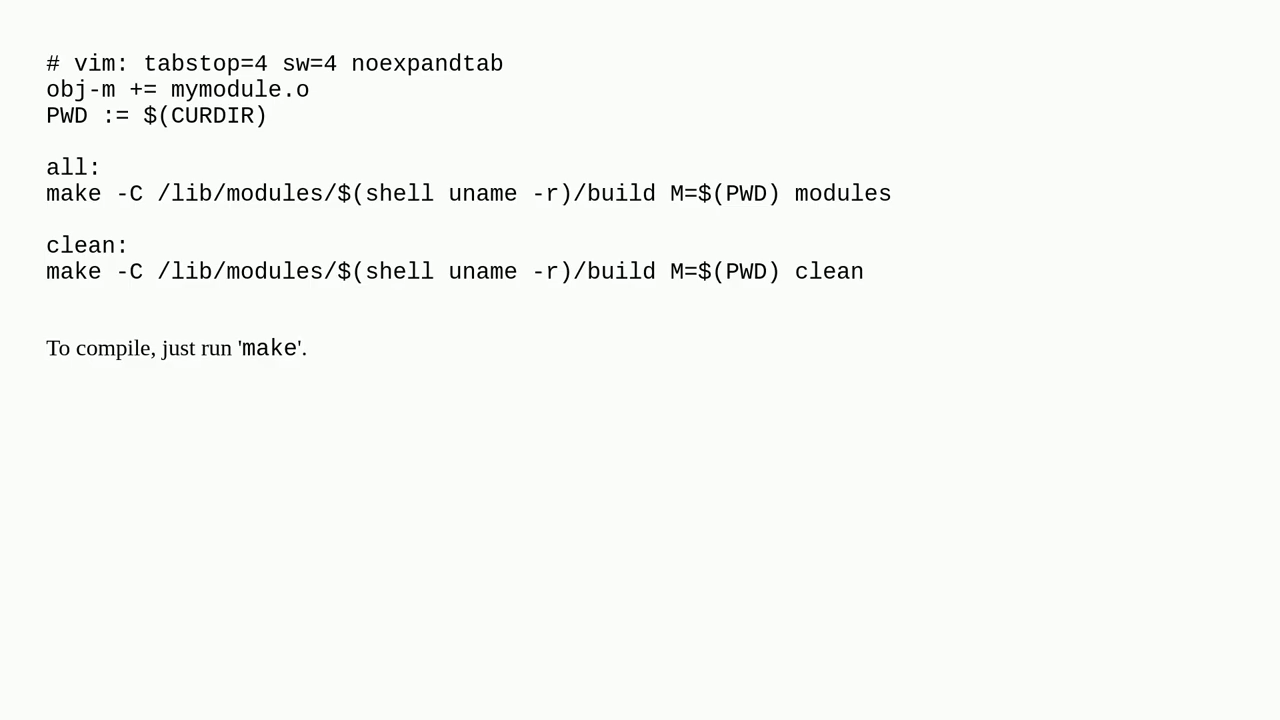 # vim: tabstop=4 sw=4 noexpandtab
obj-m += mymodule.o
PWD := $(CURDIR)
all:
make -C /lib/modules/$(shell uname -r)/build M=$(PWD) modules
clean:
make -C /lib/modules/$(shell uname -r)/build M=$(PWD) clean
To compile, just run 'make'.